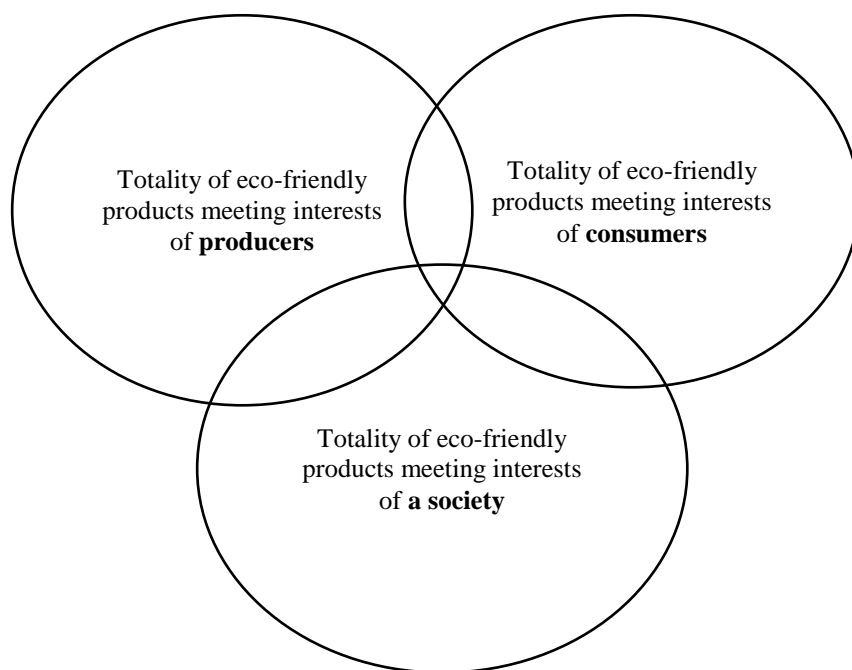 Totality of eco-friendly
products meeting interests
of producers
Totality of eco-friendly
products meeting interests
of consumers
Totality of eco-friendly
products meeting interests
of a society